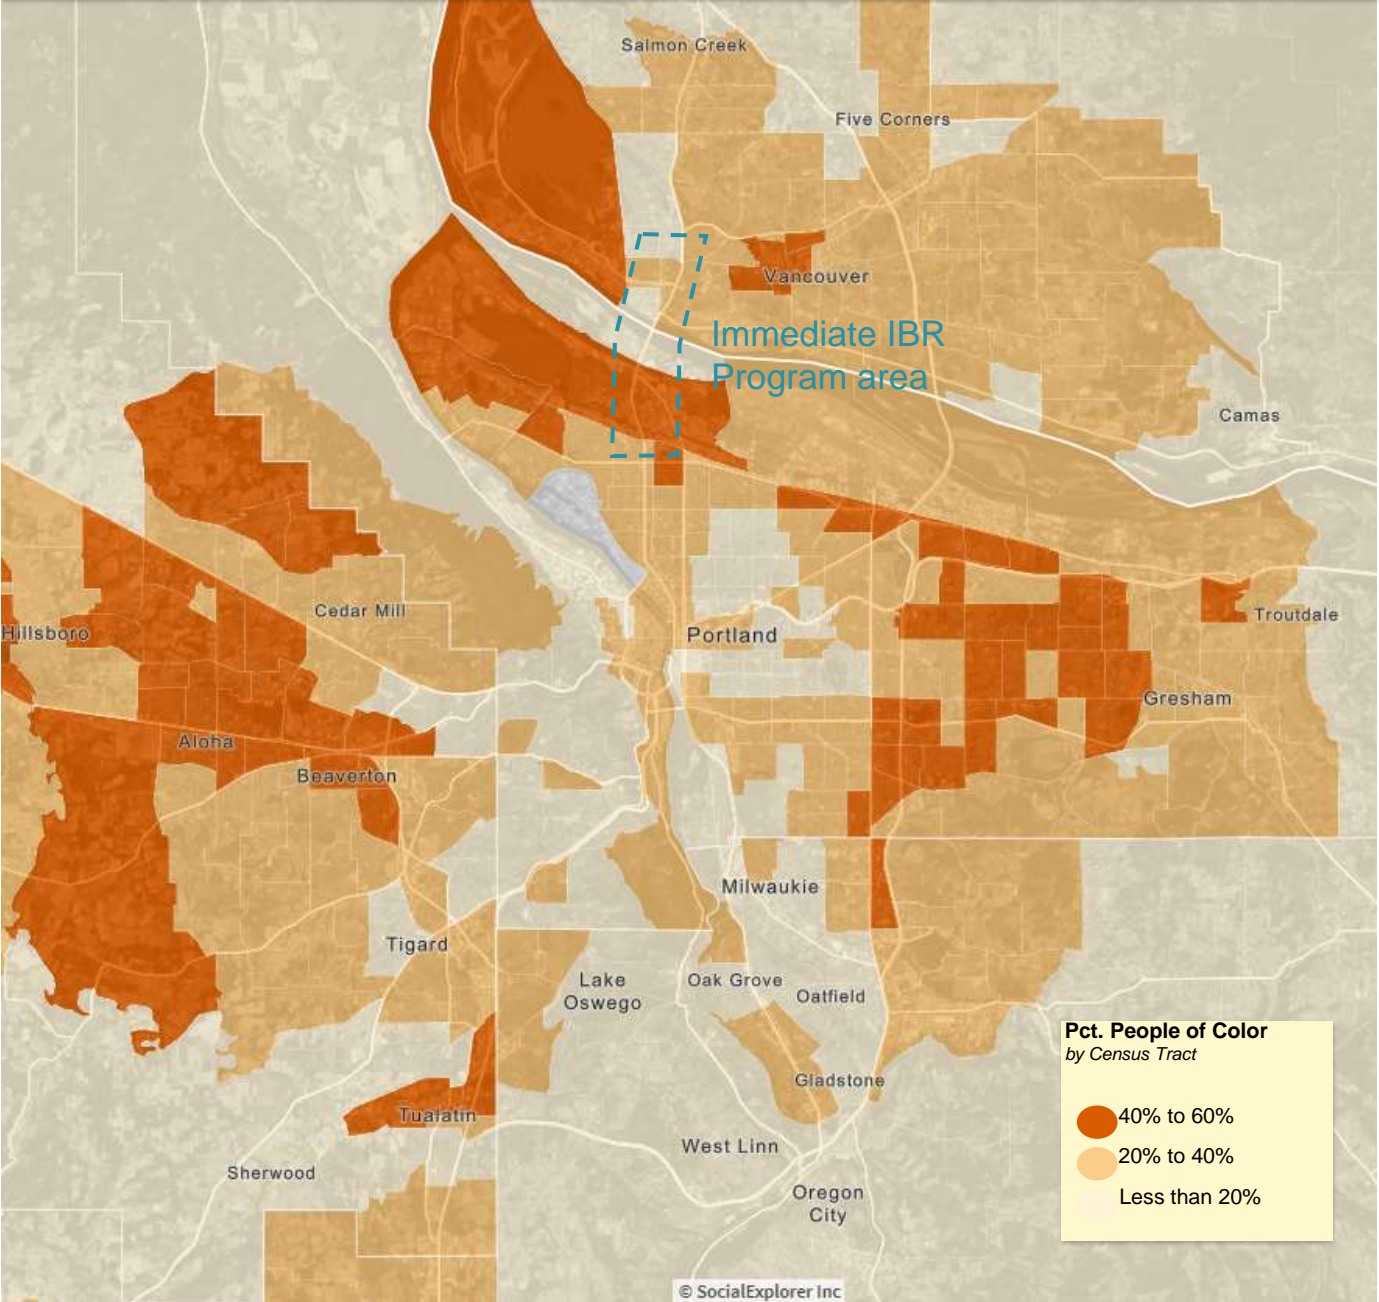 Salmon Creek
Five Corners
Vancouver
Immediate IBR
Program area
Camas
Cedar Mill
Hillsboro
Troutdale
Portland
Gresham
Aloha
Beaverton
Milwaukie
Tigard
Lake
Oswego
Oak Grove
Oatfield
Gladstone
Tualatin
West Linn
Sherwood
Oregon
City
Pct. People of Color
by Census Tract
40% to 60%
20% to 40%
Less than 20%
© SocialExplorer Inc